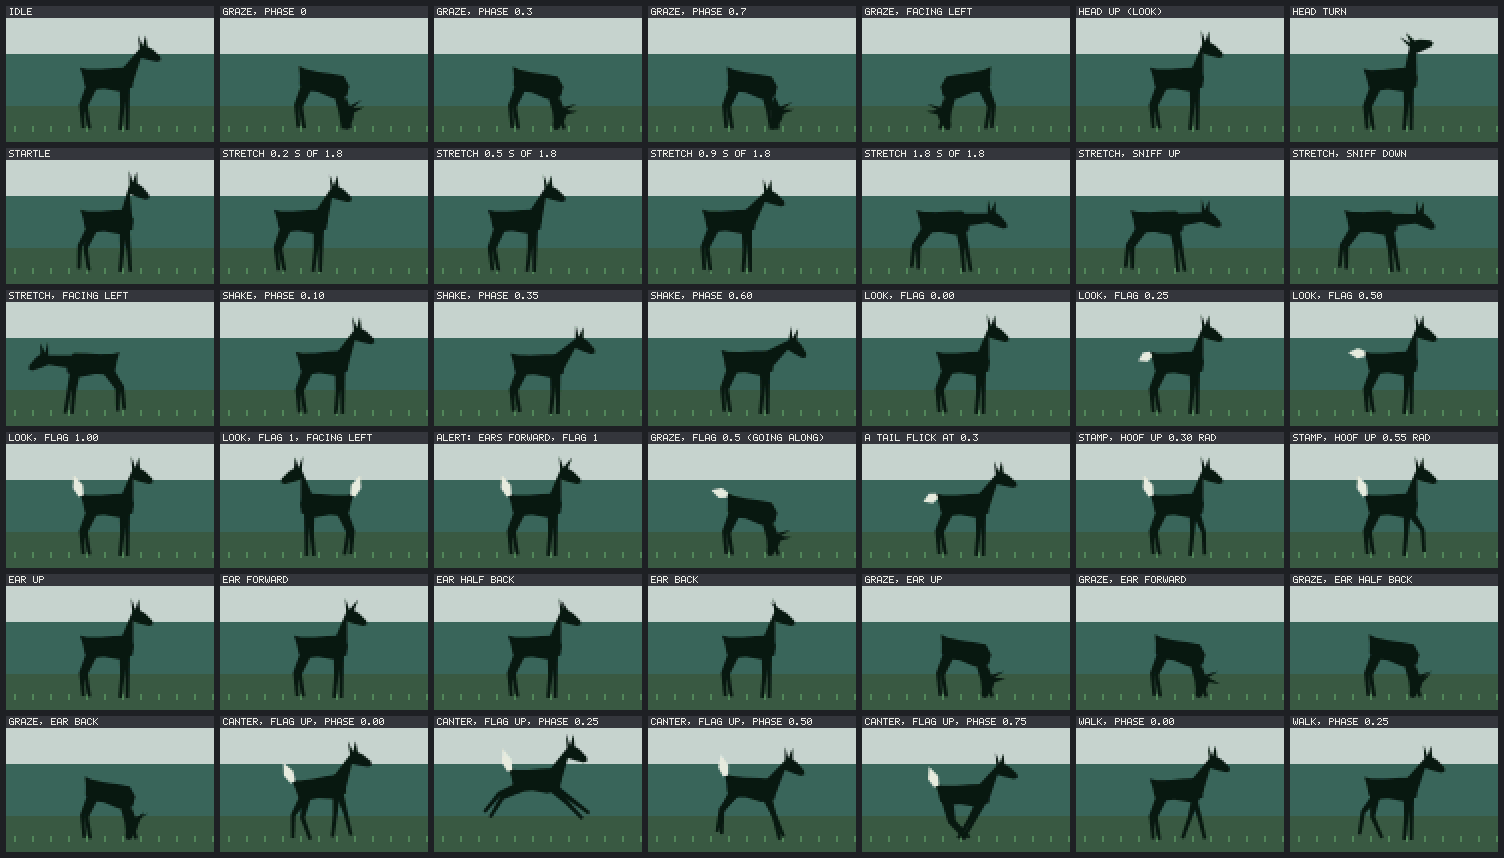 IDLE
GRAZE, PHASE 0
GRAZE, PHASE 0.3
GRAZE, PHASE 0.7
GRAZE, FACING LEFT
HEAD UP (LOOK)
HEAD TURN
STARTLE
STRETCH 0.2 S OF 1.8
STRETCH 0.5 S OF 1.8
STRETCH 0.9 S OF 1.8
STRETCH 1.8 S OF 1.8
STRETCH, SNIFF UP
STRETCH, SNIFF DOWN
STRETCH, FACING LEFT
SHAKE, PHASE 0.10
SHAKE, PHASE 0.35
SHAKE, PHASE 0.60
LOOK, FLAG 0.00
LOOK, FLAG 0.25
LOOK, FLAG 0.50
LOOK, FLAG 1.00
LOOK, FLAG 1, FACING LEFT
ALERT: EARS FORWARD, FLAG 1
GRAZE, FLAG 0.5 (GOING ALONG)
A TAIL FLICK AT 0.3
STAMP, HOOF UP 0.30 RAD
STAMP, HOOF UP 0.55 RAD
EAR UP
EAR FORWARD
EAR HALF BACK
EAR BACK
GRAZE, EAR UP
GRAZE, EAR FORWARD
GRAZE, EAR HALF BACK
GRAZE, EAR BACK
CANTER, FLAG UP, PHASE 0.00
CANTER, FLAG UP, PHASE 0.25
CANTER, FLAG UP, PHASE 0.50
CANTER, FLAG UP, PHASE 0.75
WALK, PHASE 0.00
WALK, PHASE 0.25